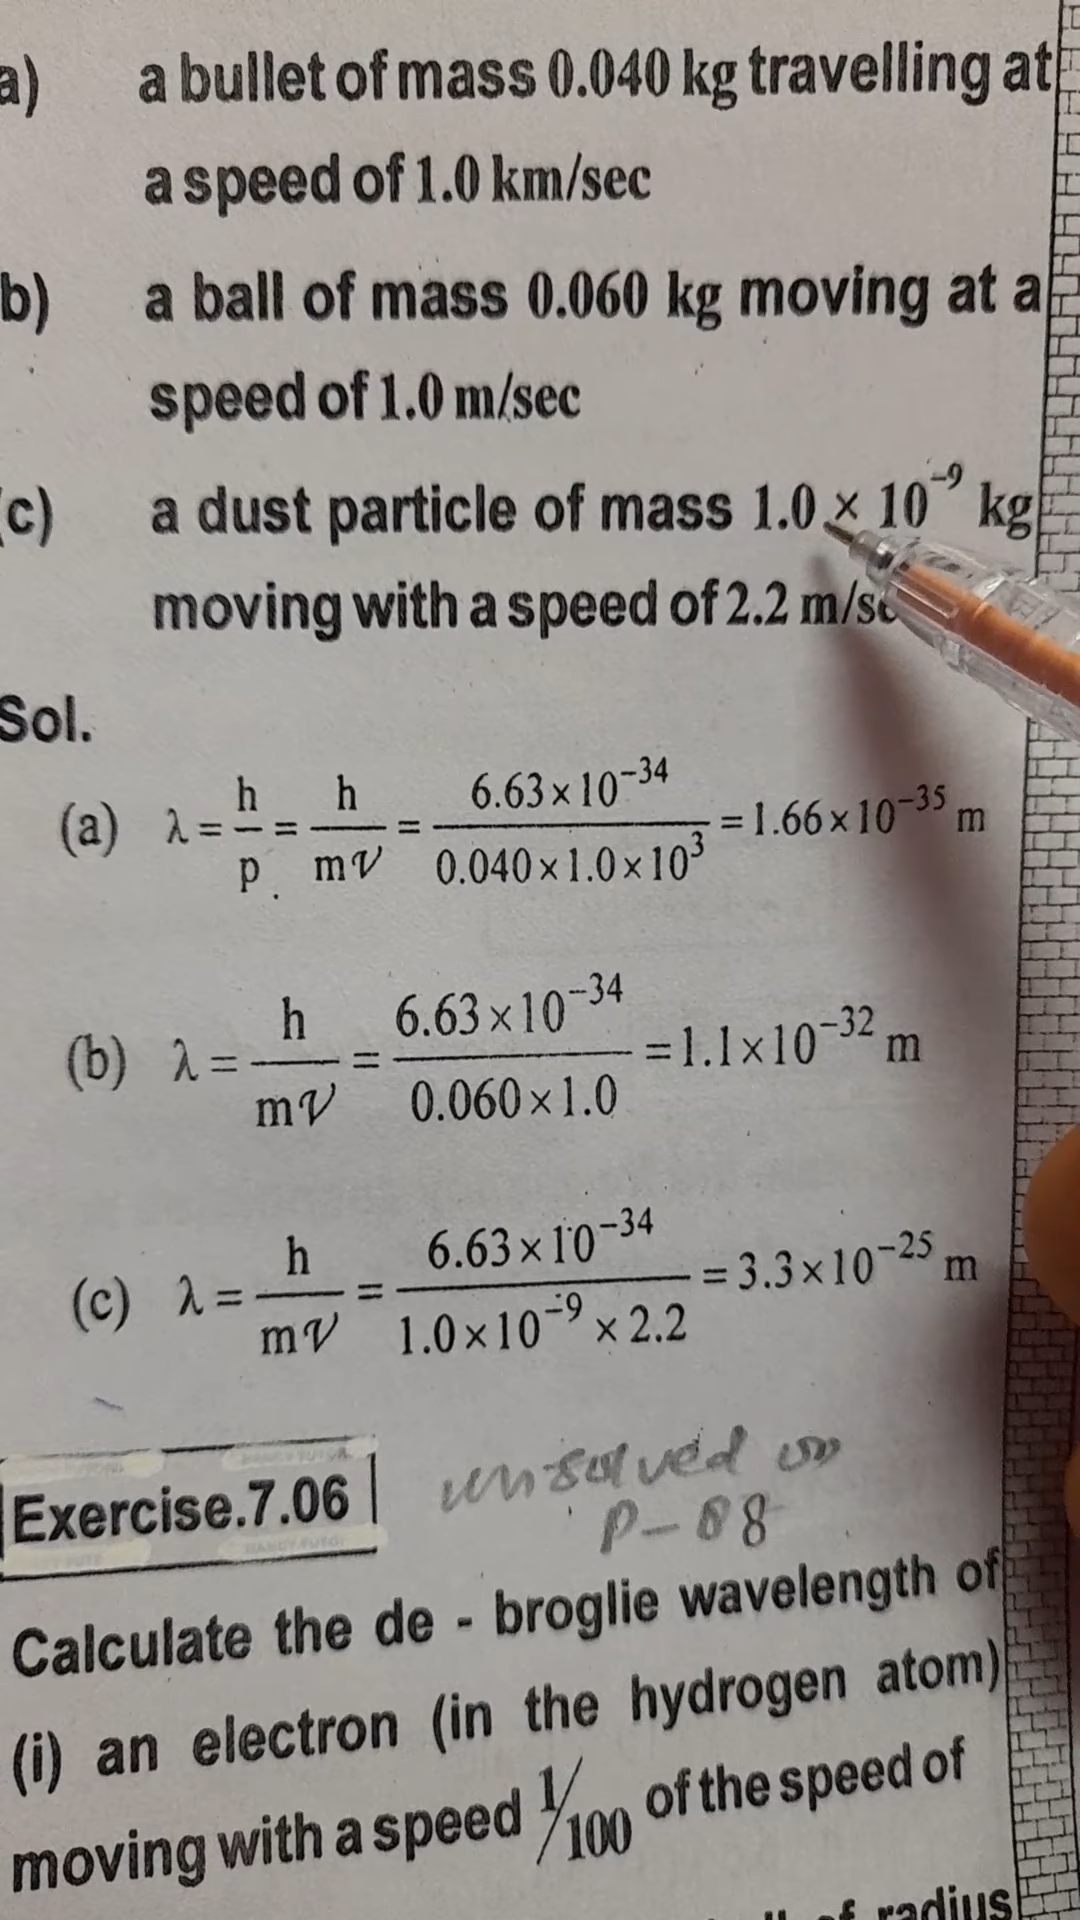 a) a bullet of mass 0.040 kg travelling at
a speed of 1.0 km/sec
b) a ball of mass 0.060 kg moving at a
speed of 1.0 m/sec
(c) a dust particle of mass 1.0 × 10⁻⁹ kg
moving with a speed of 2.2 m/s
Sol.
(a) λ = h/p = h/mv = 6.63×10⁻³⁴/0.040×1.0×10³ = 1.66×10⁻³⁵ m
(b) λ = h/mv = 6.63×10⁻³⁴/0.060×1.0 = 1.1×10⁻³² m
(c) λ = h/mv = 6.63×10⁻³⁴/1.0×10⁻⁹ × 2.2 = 3.3×10⁻²⁵ m
Exercise.7.06 unsolved on
P-88
Calculate the de - broglie wavelength of
(i) an electron (in the hydrogen atom)
moving with a speed 1/100 of the speed of
of radius